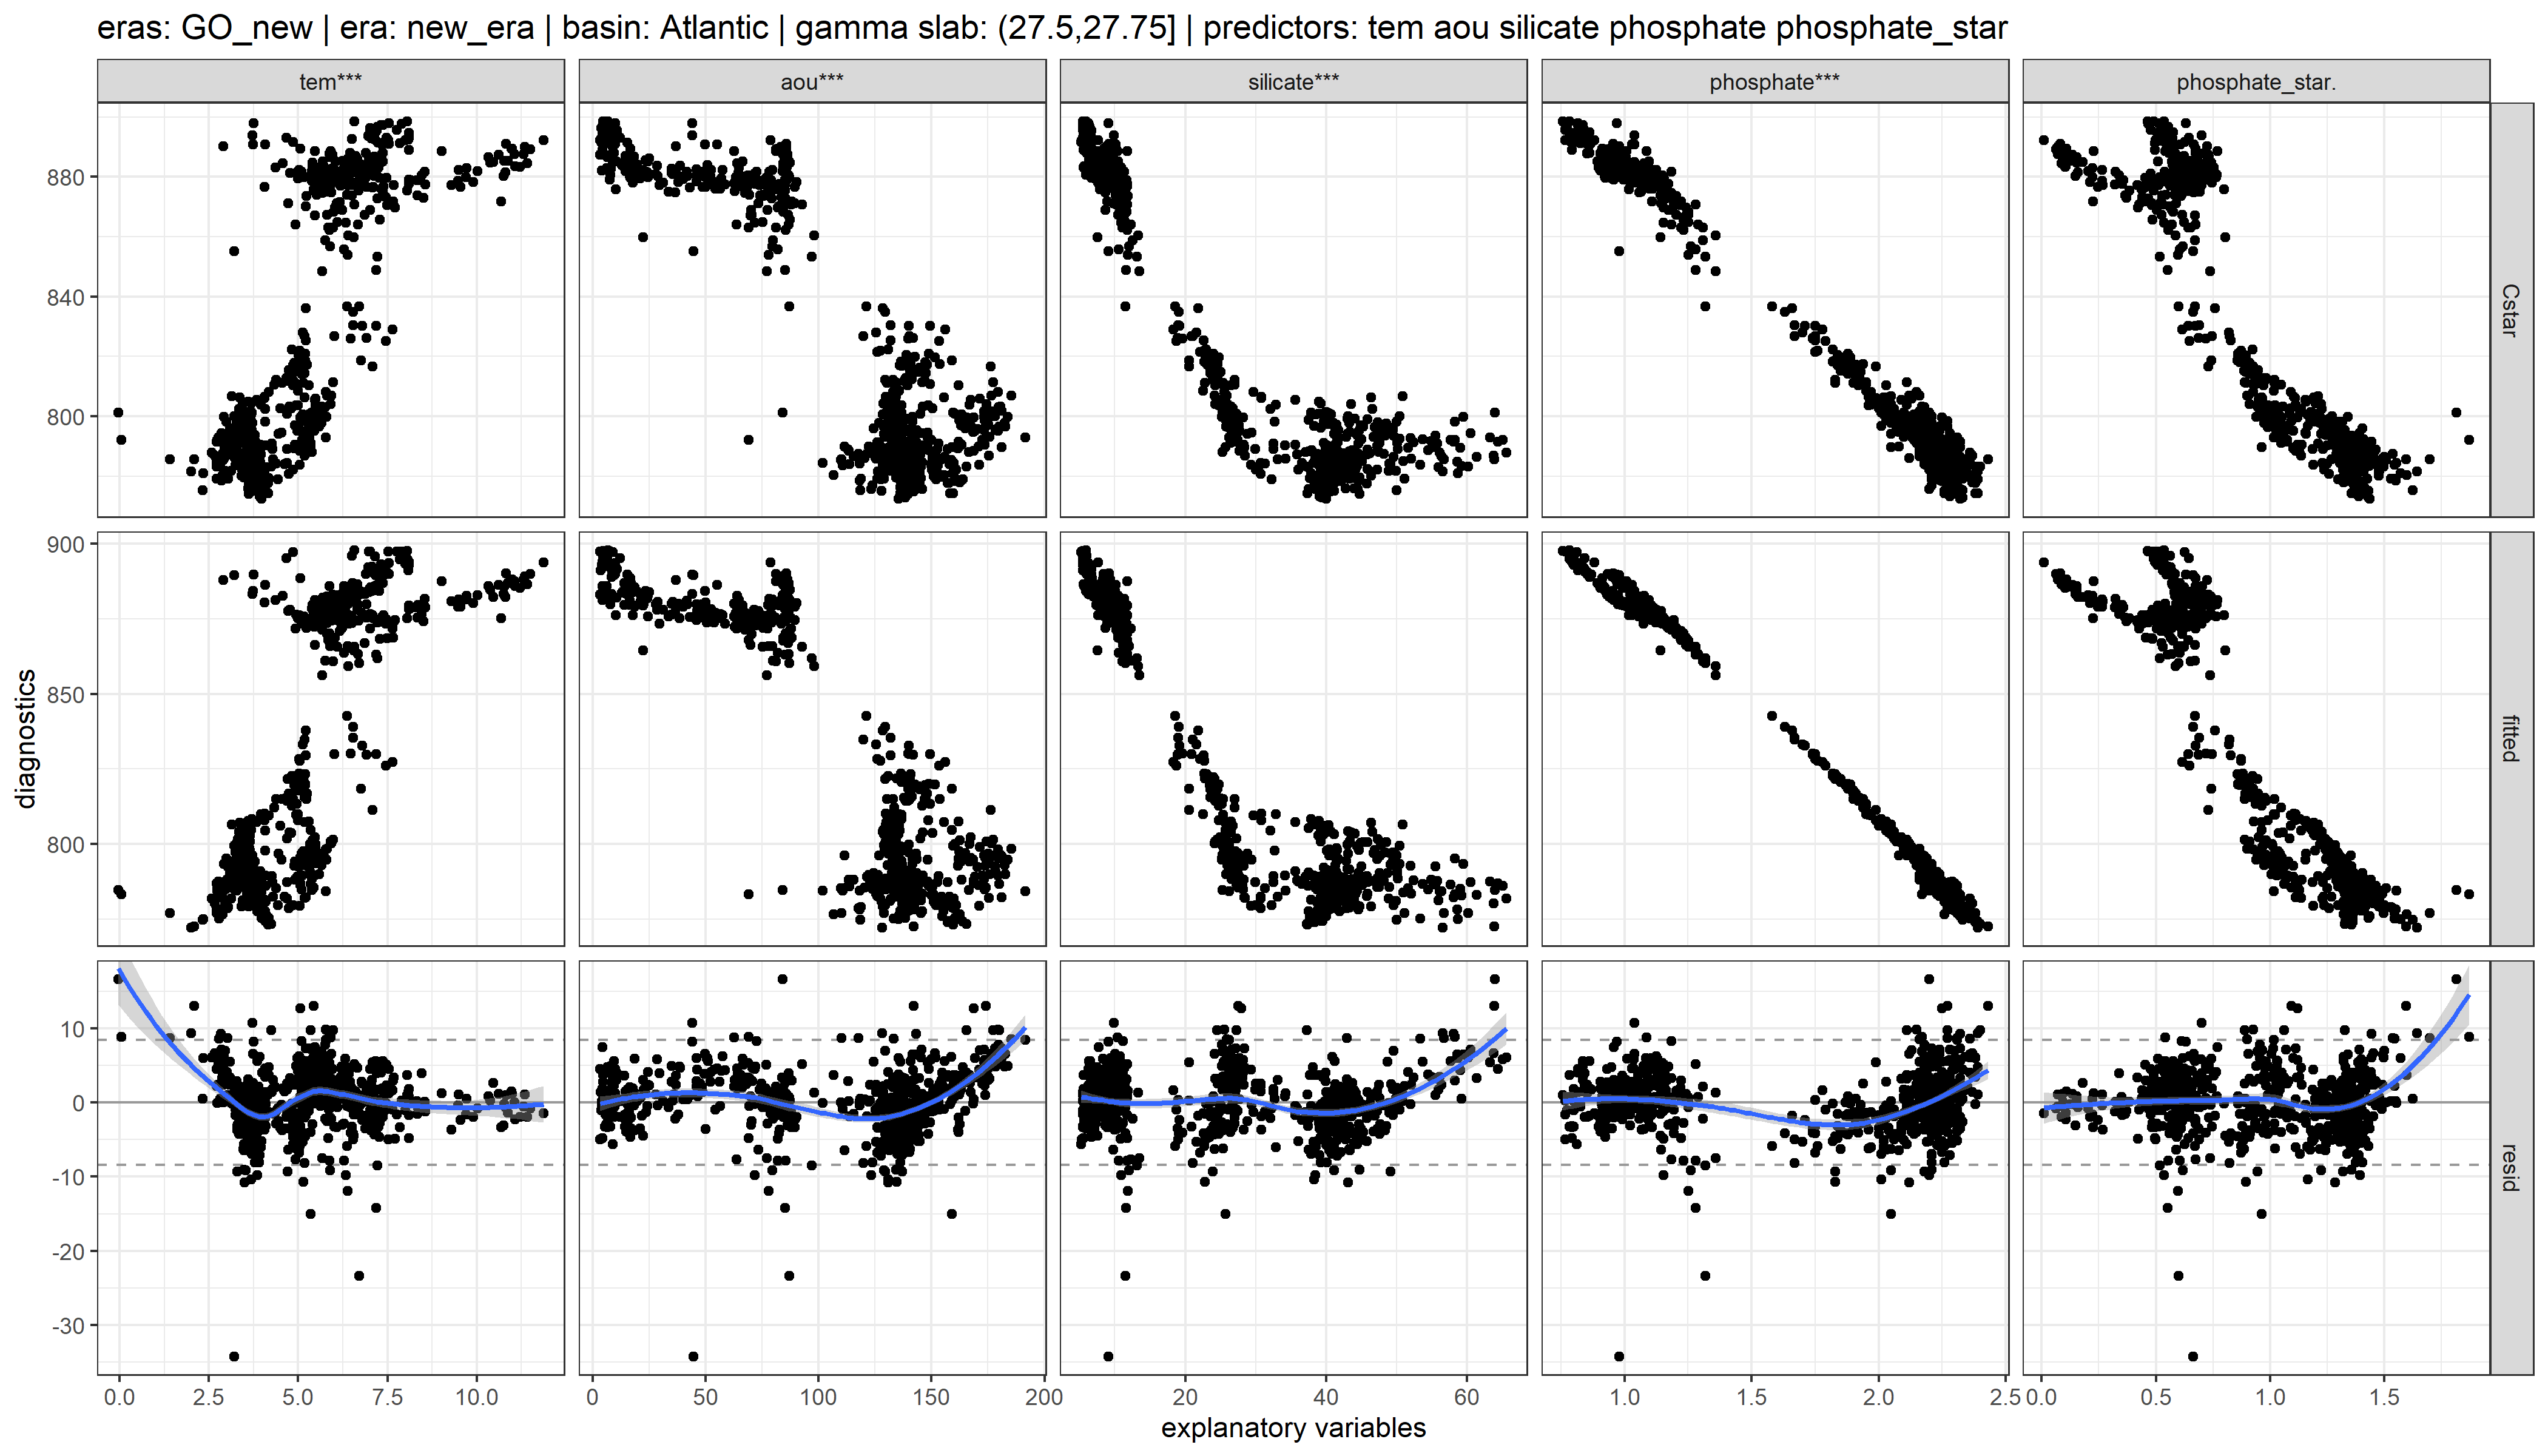 eras: GO_new | era: new_era | basin: Atlantic | gamma slab: (27.5,27.75] | predictors: tem aou silicate phosphate phosphate_star
tem*** aou*** silicate*** phosphate*** phosphate_star.
880
840
800
Cstar
900
850
800
fitted
diagnostics
10
0
-10
-20
-30
resid
0.0 2.5 5.0 7.5 10.0 0 50 100 150 200 20 40 60 1.0 1.5 2.0 2.5 0.0 0.5 1.0 1.5
explanatory variables